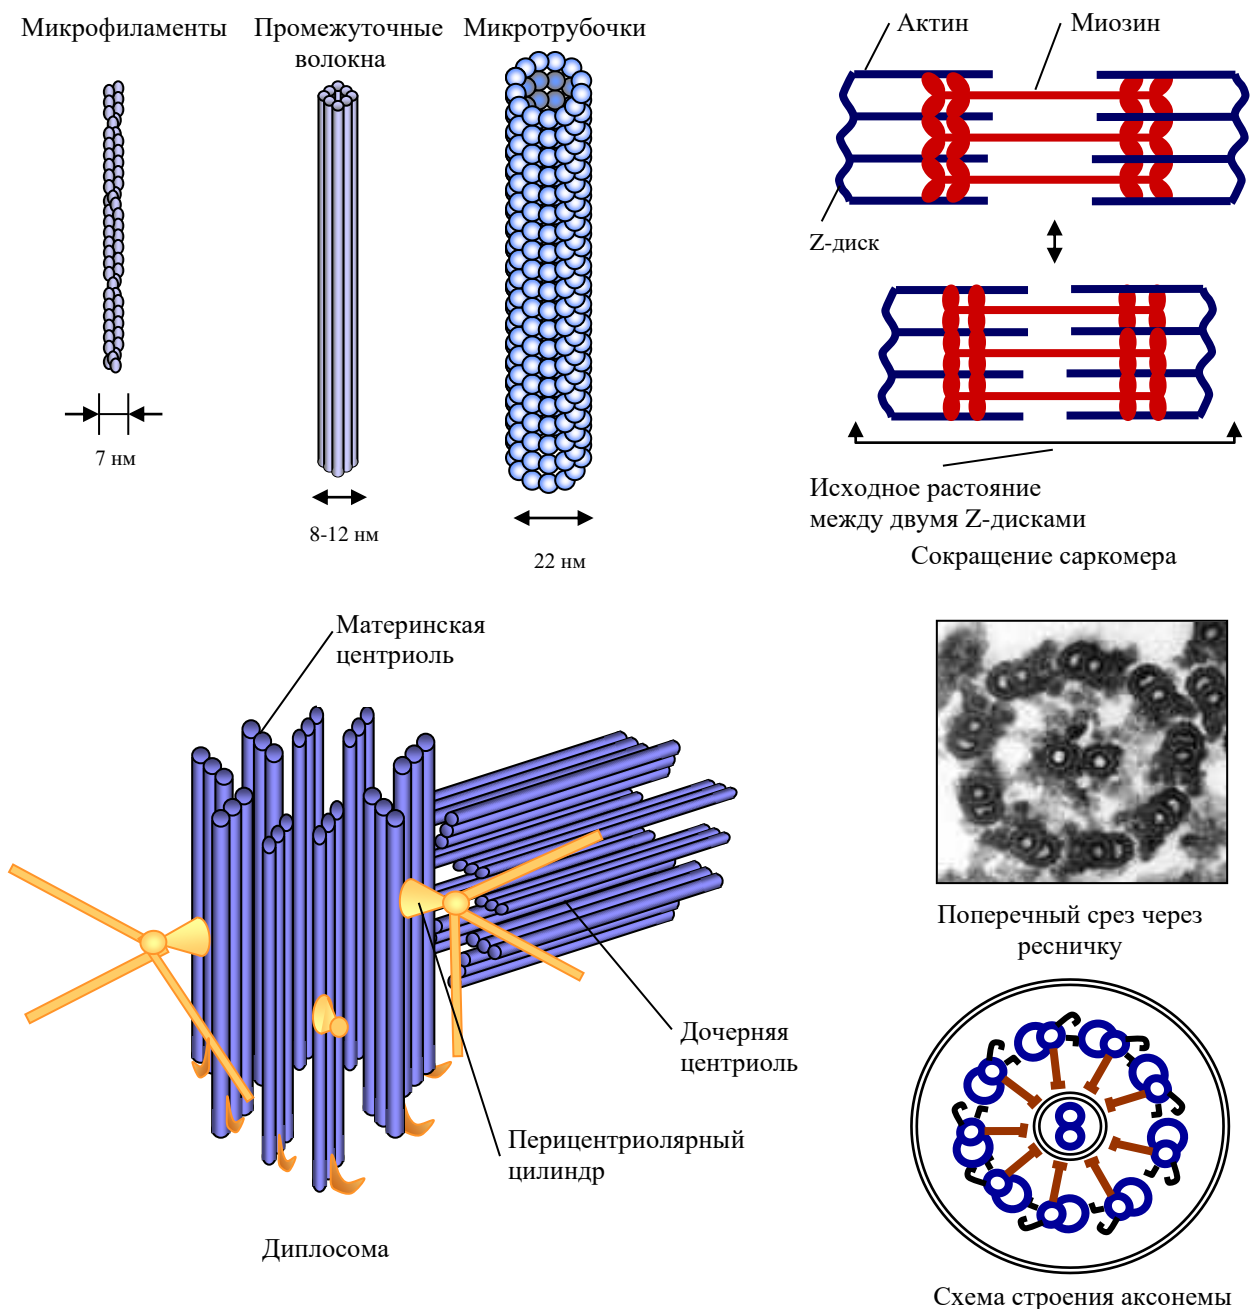 Микрофиламенты
Промежуточные
волокна
Микротрубочки
7 нм
8-12 нм
22 нм
Актин
Миозин
Z-диск
Исходное растояние
между двумя Z-дисками
Сокращение саркомера
Материнская
центриоль
Дочерняя
центриоль
Перицентриолярный
цилиндр
Диплосома
Поперечный срез через
ресничку
Схема строения аксонемы